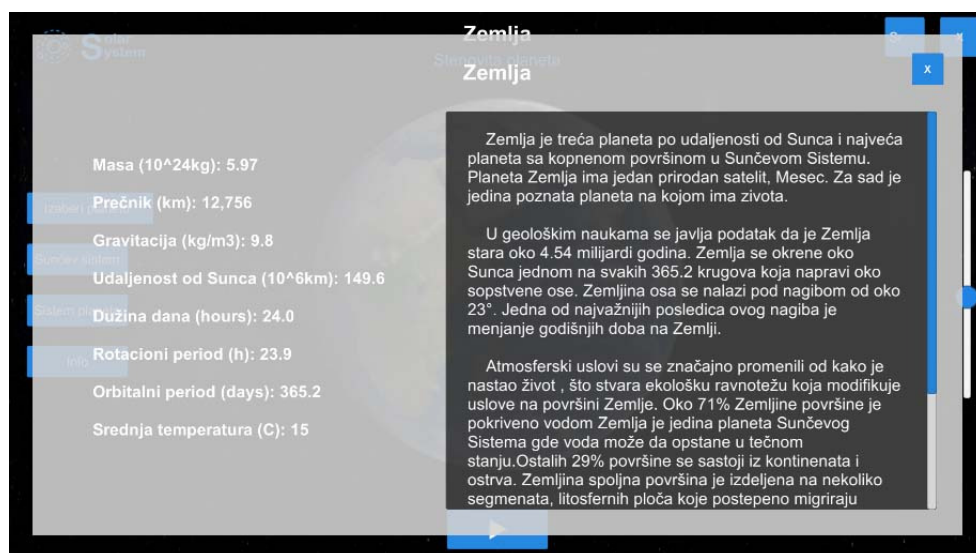 Zemlja
Solar
System
S-
x
Stenovita planeta
Zemlja
x
Masa (10^24kg): 5.97
Prečnik (km): 12,756
Gravitacija (kg/m3): 9.8
Udaljenost od Sunca (10^6km): 149.6
Dužina dana (hours): 24.0
Rotacioni period (h): 23.9
Orbitalni period (days): 365.2
Srednja temperatura (C): 15
Izaberi
Sunčev sistem
Sistem
Info
Zemlja je treća planeta po udaljenosti od Sunca i najveća
planeta sa kopnenom površinom u Sunčevom Sistemu.
Planeta Zemlja ima jedan prirodan satelit, Mesec. Za sad je
jedina poznata planeta na kojom ima zivota.
U geološkim naukama se javlja podatak da je Zemlja
stara oko 4.54 milijardi godina. Zemlja se okrene oko
Sunca jednom na svakih 365.2 krugova koja napravi oko
sopstvene ose. Zemljina osa se nalazi pod nagibom od oko
23°. Jedna od najvažnijih posledica ovog nagiba je
menjanje godišnjih doba na Zemlji.
Atmosferski uslovi su se značajno promenili od kako je
nastao život , što stvara ekološku ravnotežu koja modifikuje
uslove na površini Zemlje. Oko 71% Zemljine površine je
pokriveno vodom Zemlja je jedina planeta Sunčevog
Sistema gde voda može da opstane u tečnom
stanju.Ostalih 29% površine se sastoji iz kontinenata i
ostrva. Zemljina spoljna površina je izdeljena na nekoliko
segmenata, litosfernih ploča koje postepeno migriraju